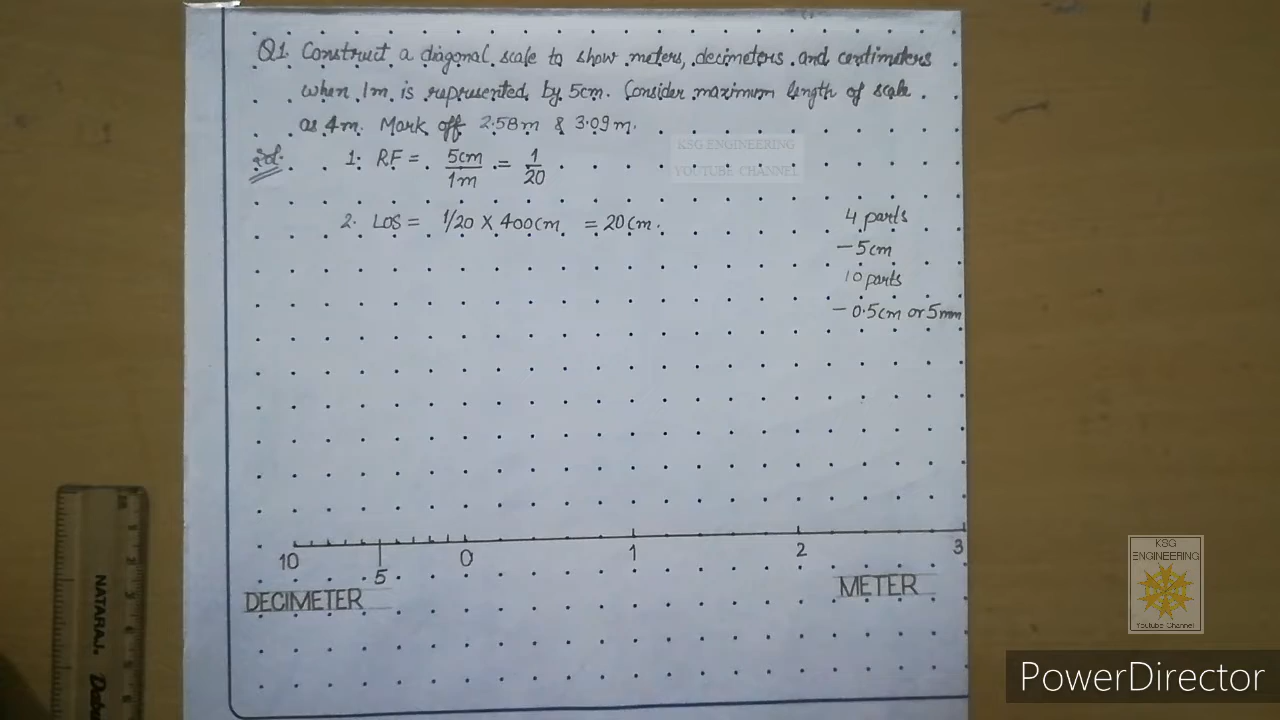 Q1. Construct a diagonal scale to show meters, decimeters and centimeters
when 1m is represented by 5cm. Consider maximum length of scale
as 4m. Mark off 2.58m & 3.09m.
KSG ENGINEERING
YOUTUBE CHANNEL
Sol. 1. RF = 5cm/1m = 1/20
2. LOS = 1/20 X 400cm = 20cm.
4 parts
- 5cm
10 parts
- 0.5cm or 5mm
10 5 0 1 2 3
DECIMETER METER
NATARAJ
KSG
ENGINEERING
Youtube Channel
PowerDirector